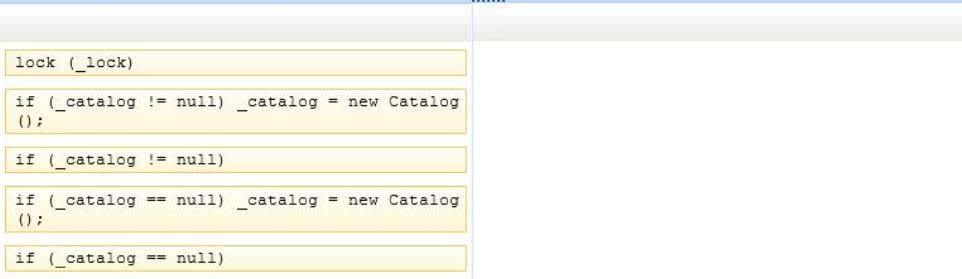 lock (_lock)
if (_catalog != null) _catalog = new Catalog
();
if (_catalog != null)
if (_catalog == null) _catalog = new Catalog
();
if (_catalog == null)